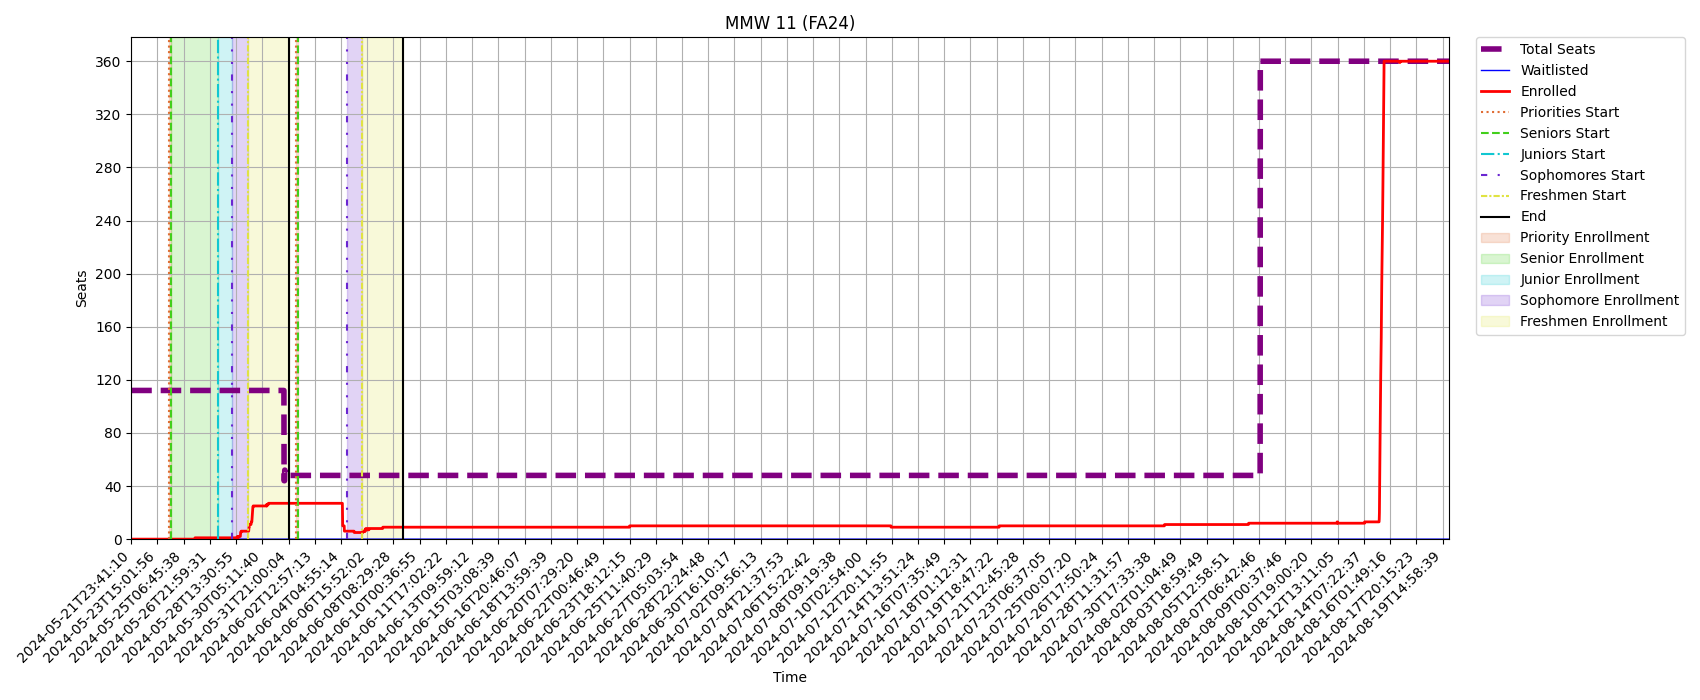 MMW 11 (FA24)
Seats
360
320
280
240
200
160
120
80
40
0
2024-05-21T23:41:10
2024-05-23T15:01:56
2024-05-25T06:45:38
2024-05-26T21:59:31
2024-05-28T13:30:55
2024-05-30T05:11:40
2024-05-31T21:00:04
2024-06-02T12:57:13
2024-06-04T04:55:14
2024-06-06T15:52:02
2024-06-08T08:29:28
2024-06-10T00:36:55
2024-06-11T17:02:22
2024-06-13T09:59:12
2024-06-15T03:08:39
2024-06-16T20:46:07
2024-06-18T13:59:39
2024-06-20T07:29:20
2024-06-22T00:46:49
2024-06-23T18:12:15
2024-06-25T11:40:29
2024-06-27T05:03:54
2024-06-28T22:24:48
2024-06-30T16:10:17
2024-07-02T09:56:13
2024-07-04T21:37:53
2024-07-06T15:22:42
2024-07-08T09:19:38
2024-07-10T02:54:00
2024-07-12T20:11:55
2024-07-14T13:51:24
2024-07-16T07:35:49
2024-07-18T01:12:31
2024-07-19T18:47:22
2024-07-21T12:45:28
2024-07-23T06:37:05
2024-07-25T00:07:20
2024-07-26T17:50:24
2024-07-28T11:31:57
2024-07-30T17:33:38
2024-08-02T01:04:49
2024-08-03T18:59:49
2024-08-05T12:58:51
2024-08-07T06:42:46
2024-08-09T00:37:46
2024-08-10T19:00:20
2024-08-12T13:11:05
2024-08-14T07:22:37
2024-08-16T01:49:16
2024-08-17T20:15:23
2024-08-19T14:58:39
Time
Total Seats
Waitlisted
Enrolled
Priorities Start
Seniors Start
Juniors Start
Sophomores Start
Freshmen Start
End
Priority Enrollment
Senior Enrollment
Junior Enrollment
Sophomore Enrollment
Freshmen Enrollment